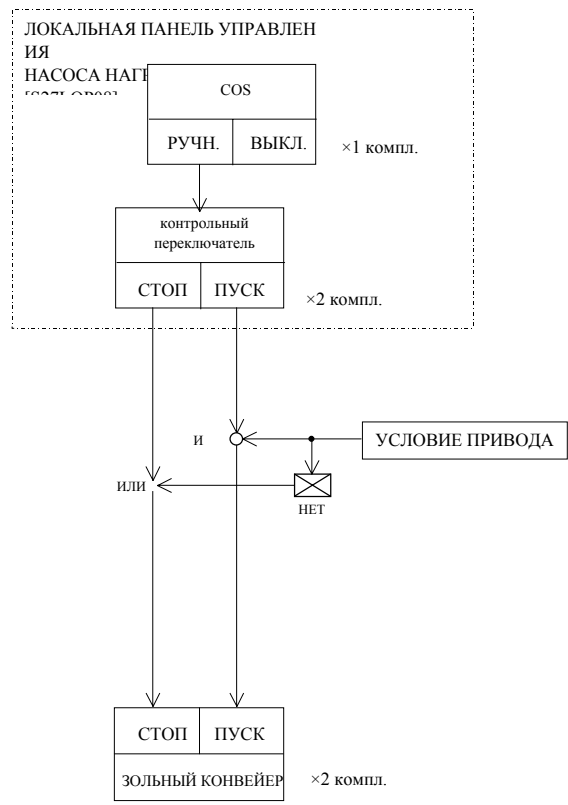 ЛОКАЛЬНАЯ ПАНЕЛЬ УПРАВЛЕН
ИЯ
НАСОСА
COS
РУЧН. ВЫКЛ.
×1 компл.
контрольный
переключатель
СТОП ПУСК
×2 компл.
И
УСЛОВИЕ ПРИВОДА
ИЛИ
НЕТ
СТОП ПУСК
ЗОЛЬНЫЙ КОНВЕЙЕР
×2 компл.